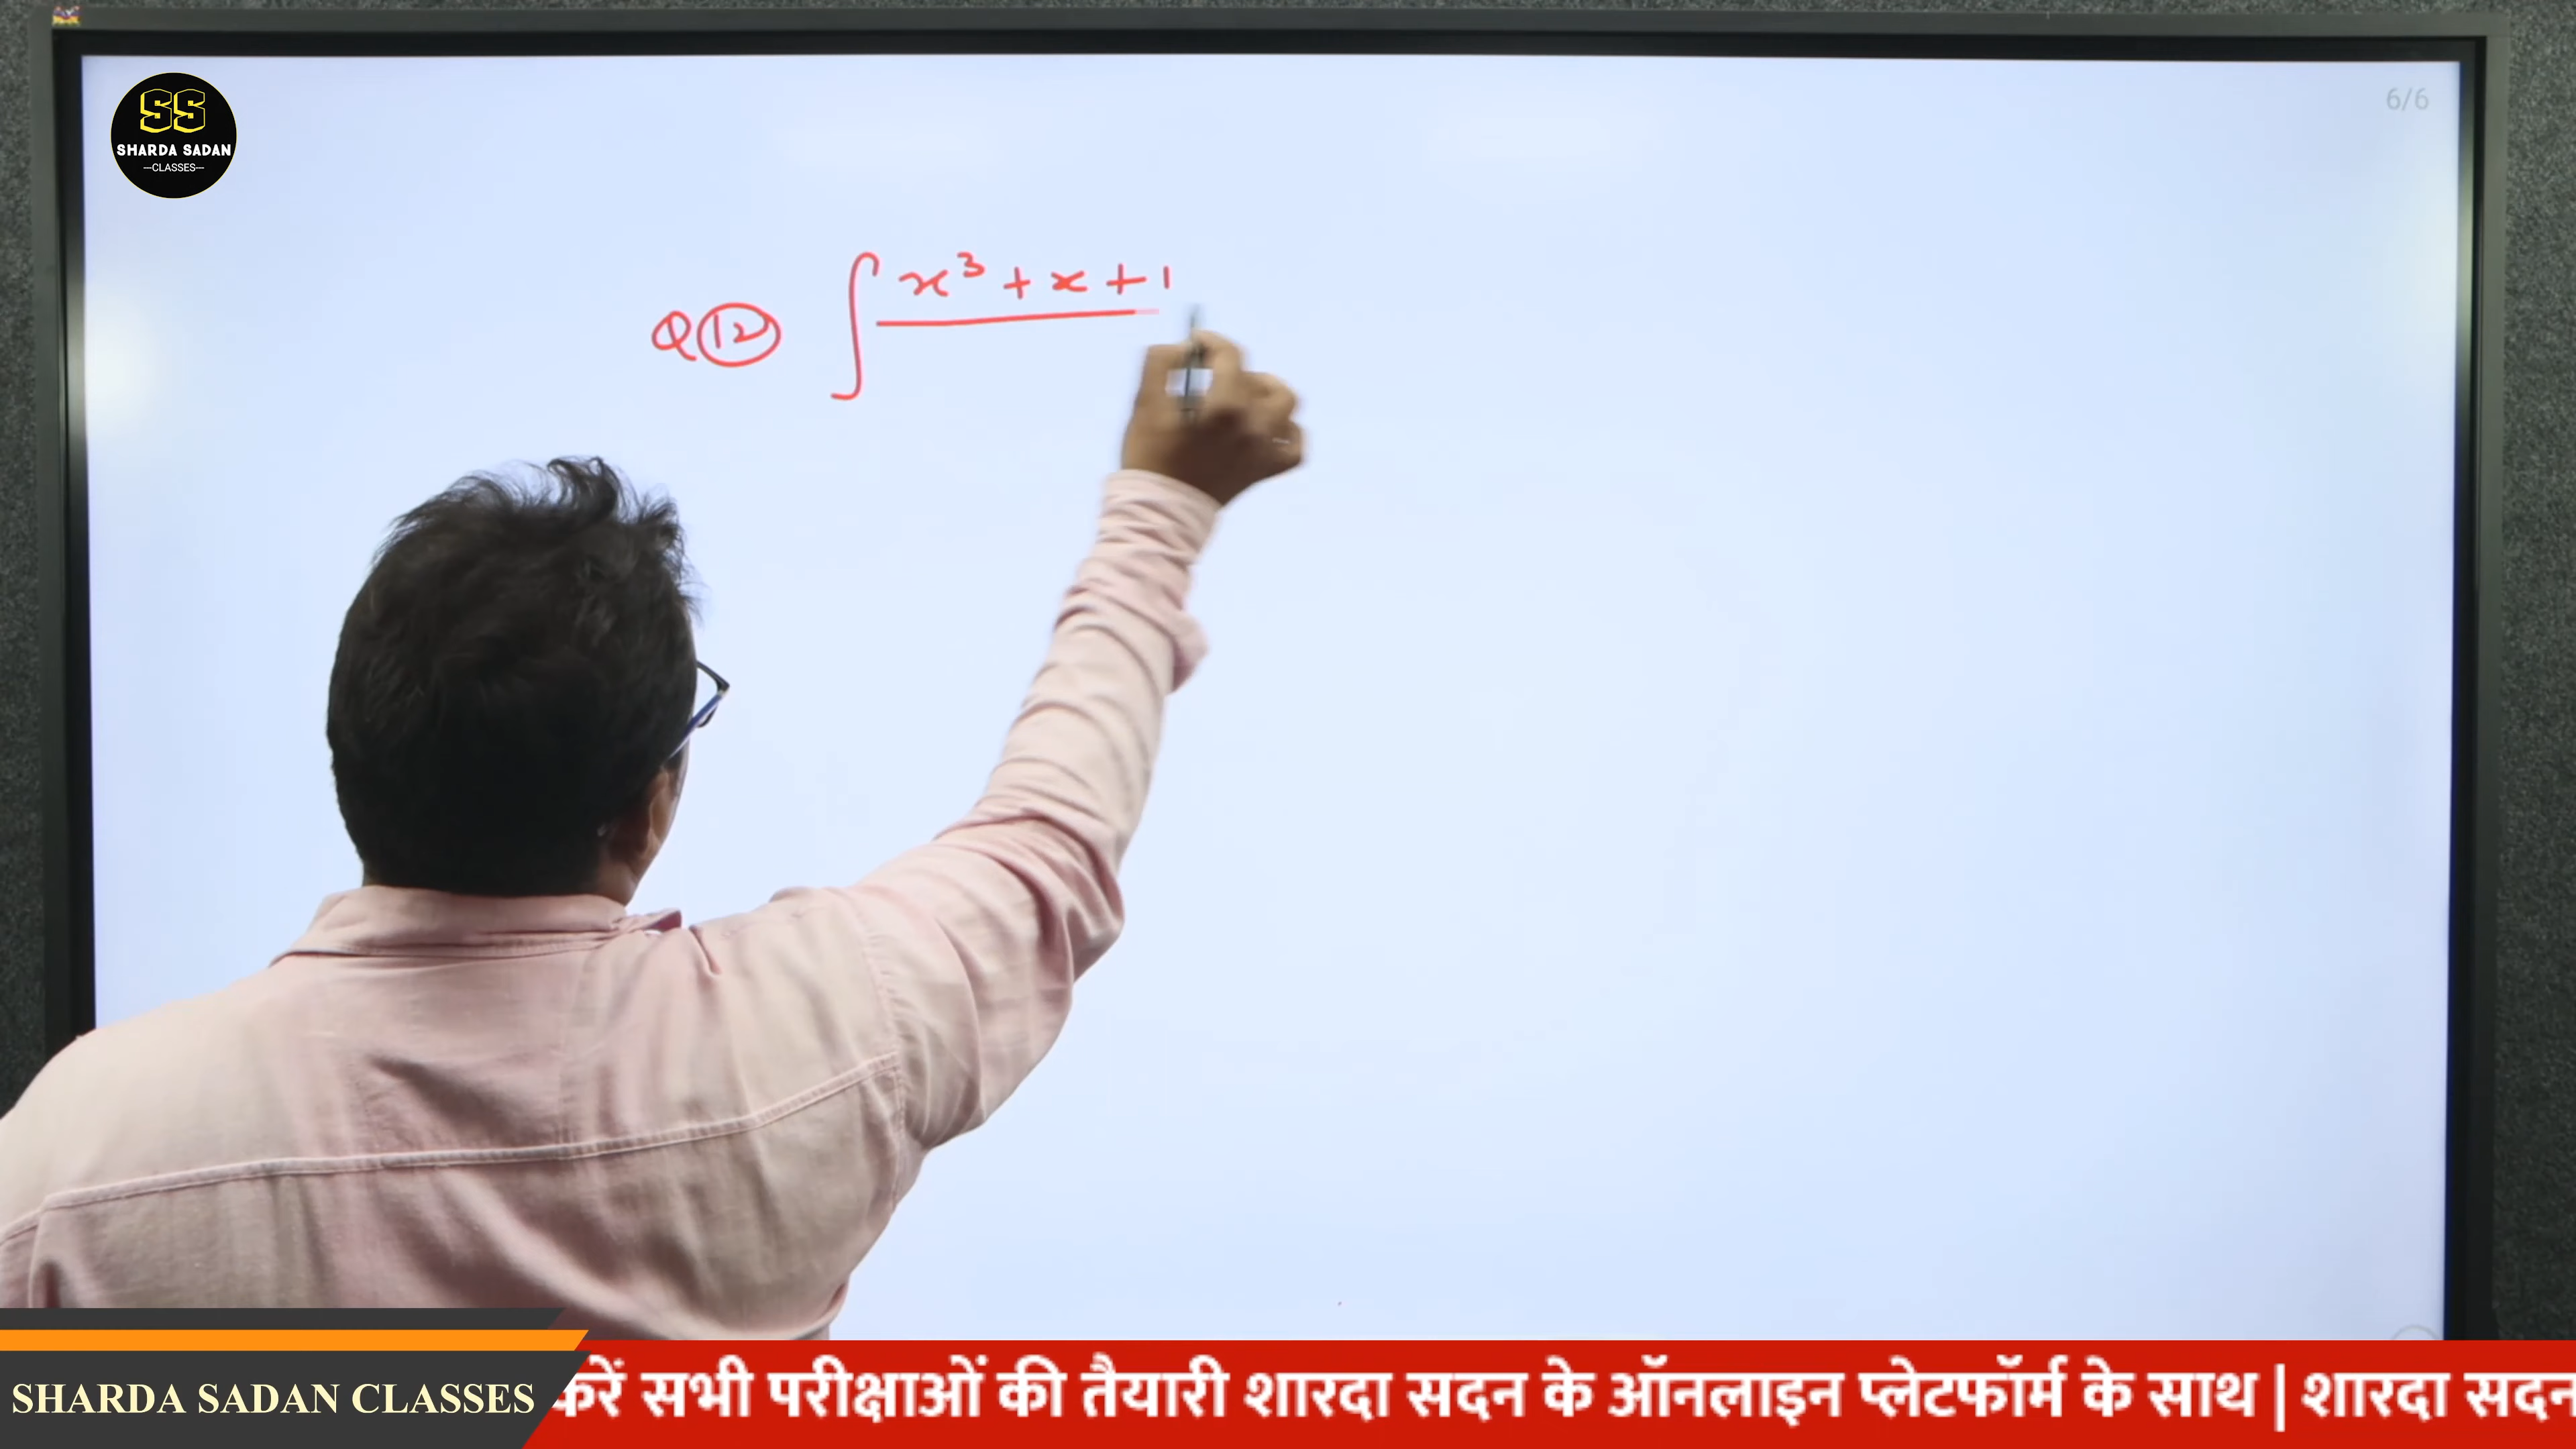 SS
SHARDA SADAN
—CLASSES—
6/6
Q 12 ∫ x³ + x + 1
SHARDA SADAN CLASSES
करें सभी परीक्षाओं की तैयारी शारदा सदन के ऑनलाइन प्लेटफॉर्म के साथ | शारदा सदन